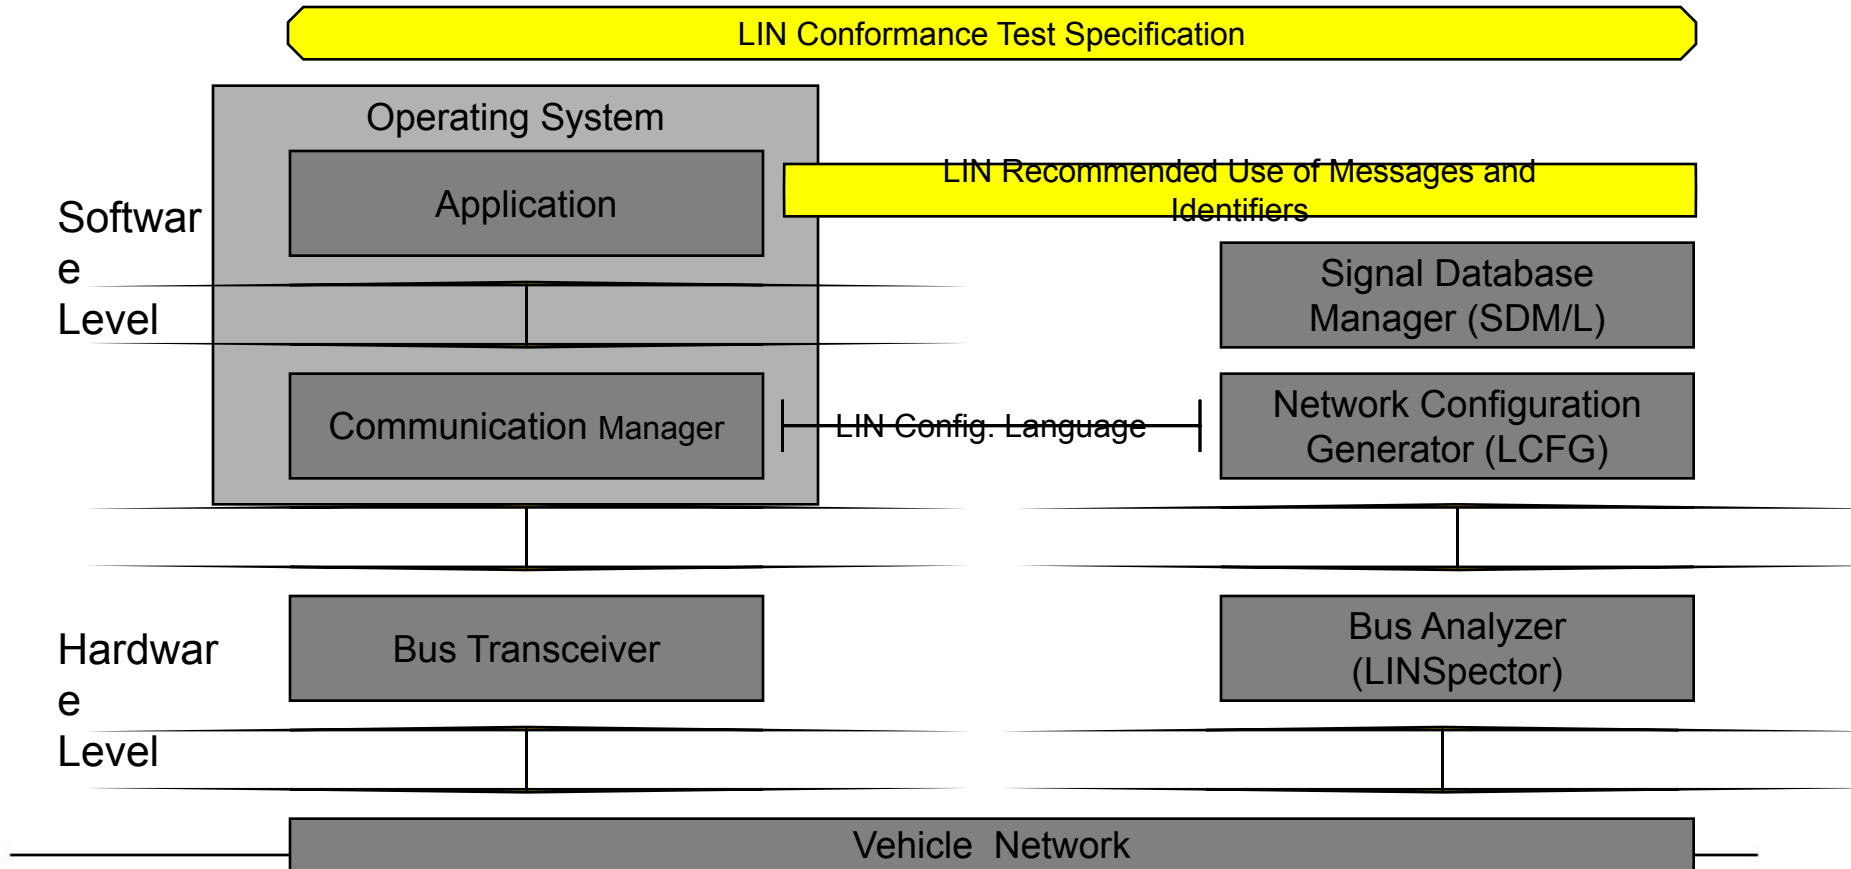 LIN Conformance Test Specification
Operating System
LIN Recommended Use of Messages and
Identifiers
Application
Softwar
e
Level
Signal Database
Manager (SDM/L)
Communication Manager
LIN Config. Language
Network Configuration
Generator (LCFG)
Hardwar
e
Level
Bus Transceiver
Bus Analyzer
(LINSpector)
Vehicle Network